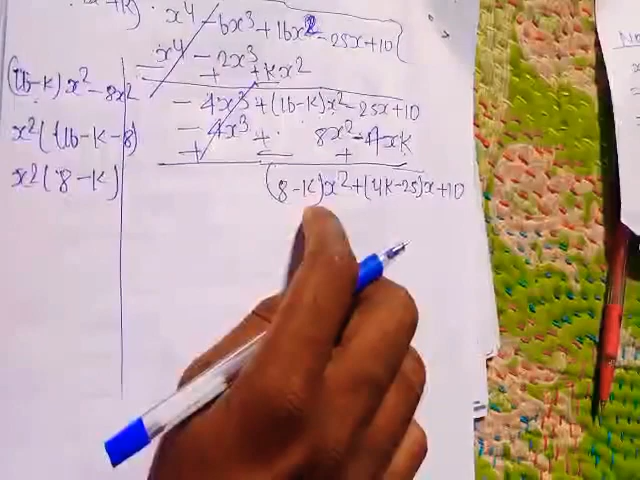 x⁴ - 6x³ + 16x² - 25x + 10 (
x⁴ - 2x³ + kx²
- + -
- 4x³ + (16-k)x² - 25x + 10
- 4x³ + 8x² - 4xk
+ - +
(8-k)x² + (4k-25)x + 10
(16-k)x² - 8x²
x²(16-k-8)
x²(8-k)